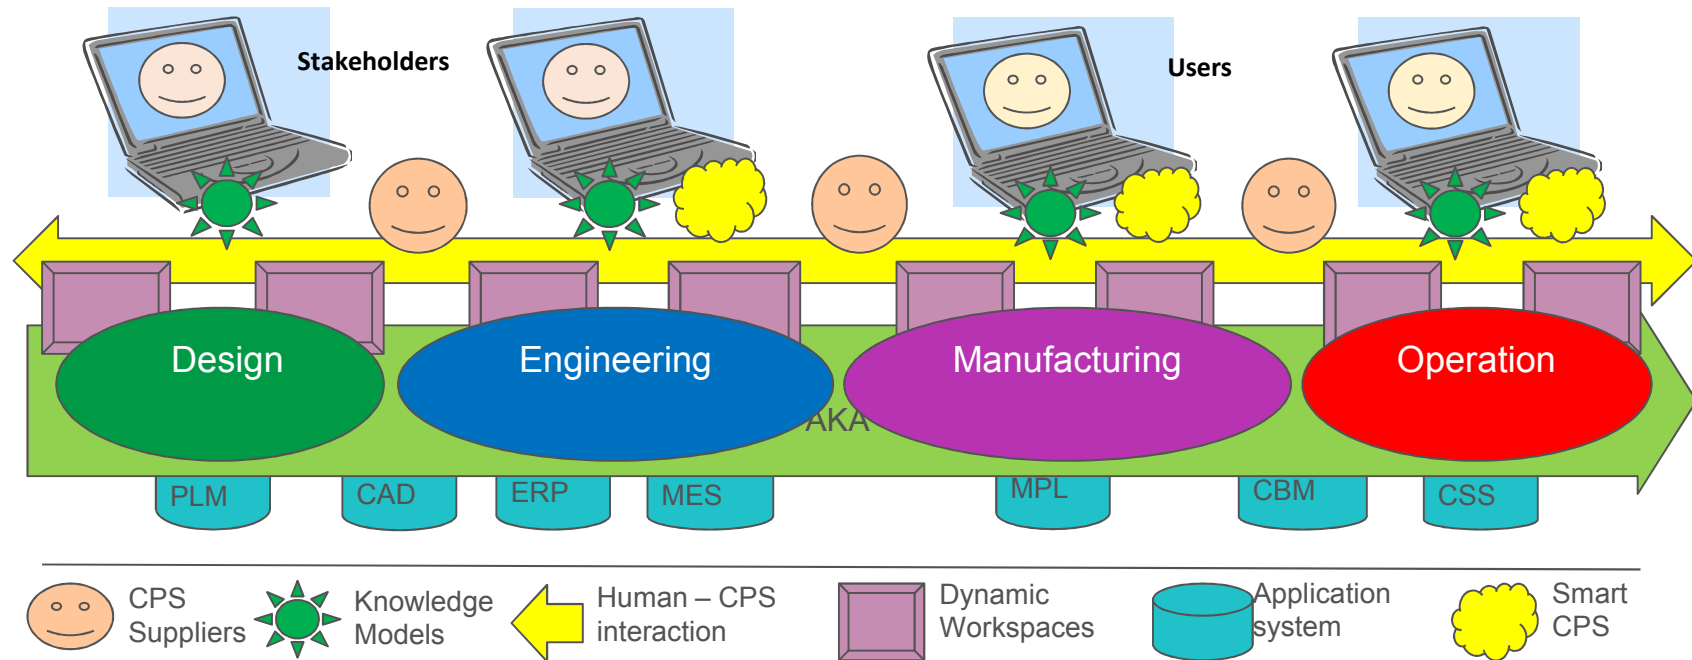 Stakeholders
Users
Design
Engineering
Manufacturing
Operation
AKA
PLM
CAD
ERP
MES
MPL
CBM
CSS
CPS
Suppliers
Knowledge
Models
Human – CPS
interaction
Dynamic
Workspaces
Application
system
Smart
CPS